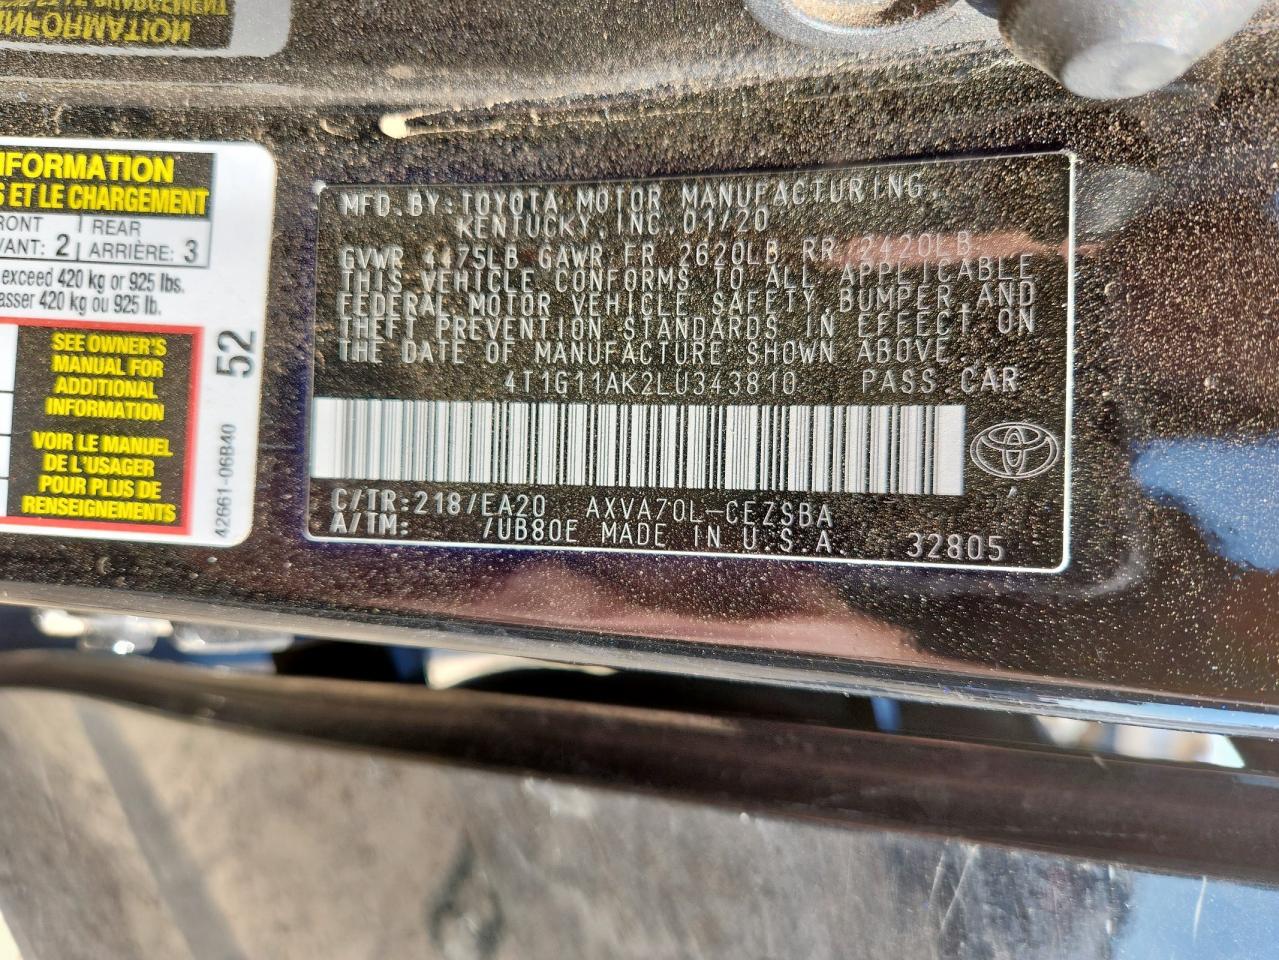 INFORMATION
NFORMATION
S ET LE CHARGEMENT
RONT REAR
VANT: 2 ARRIÈRE: 3
exceed 420 kg or 925 lbs.
asser 420 kg ou 925 lb.
SEE OWNER'S
MANUAL FOR
ADDITIONAL
INFORMATION
VOIR LE MANUEL
DE L'USAGER
POUR PLUS DE
RENSEIGNEMENTS
52
42661-06B40
MFD. BY: TOYOTA MOTOR MANUFACTURING,
KENTUCKY, INC. 01/20
GVWR 4475LB GAWR FR 2620LB RR 2420LB
THIS VEHICLE CONFORMS TO ALL APPLICABLE
FEDERAL MOTOR VEHICLE SAFETY, BUMPER, AND
THEFT PREVENTION STANDARDS IN EFFECT ON
THE DATE OF MANUFACTURE SHOWN ABOVE.
4T1G11AK2LU343810 PASS. CAR
C/TR: 218/EA20 AXVA70L-CEZSBA
A/TM: /UB80E MADE IN U.S.A. 32805